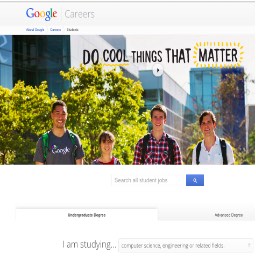 Google Careers
About Google Careers Students
DO COOL THINGS THAT MATTER
Google
Search all student jobs
Undergraduate Degree
Advanced Degree
I am studying... computer science, engineering or related fields